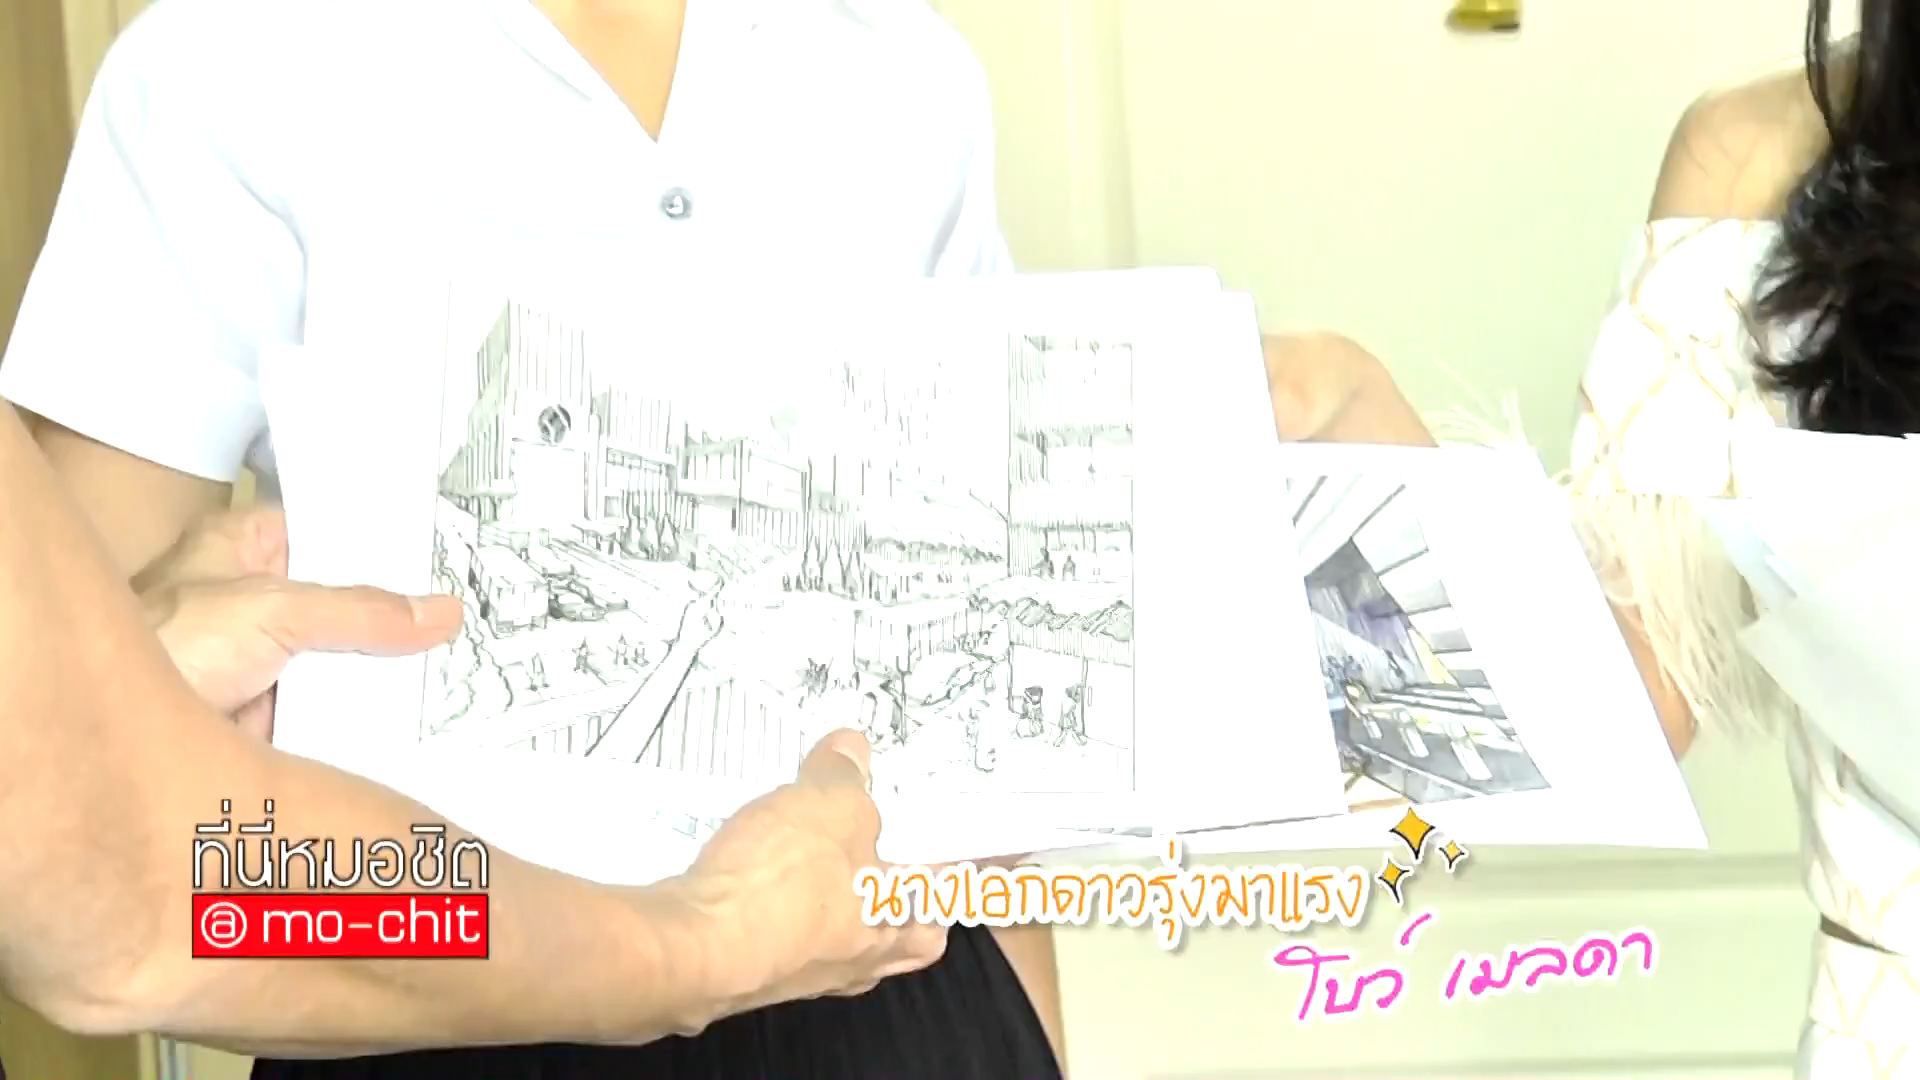 ที่นี่หมอชิต
@ mo-chit
นางเอกดาวรุ่งมาแรง
โบว์ เมลดา